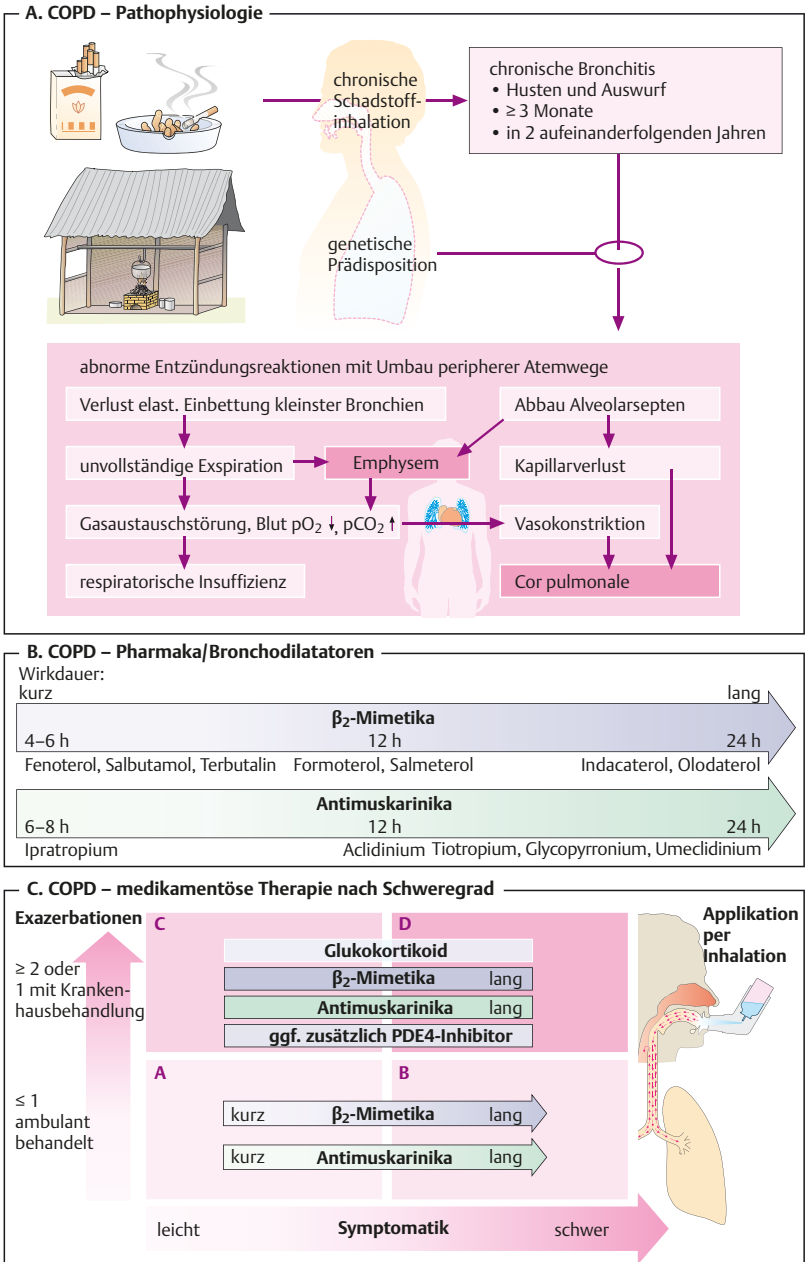 A. COPD – Pathophysiologie
chronische
Schadstoff-
inhalation
chronische Bronchitis
• Husten und Auswurf
• ≥ 3 Monate
• in 2 aufeinanderfolgenden Jahren
genetische
Prädisposition
abnorme Entzündungsreaktionen mit Umbau peripherer Atemwege
Verlust elast. Einbettung kleinster Bronchien
Abbau Alveolarsepten
unvollständige Exspiration
Emphysem
Kapillarverlust
Gasaustauschstörung, Blut pO₂ ↓, pCO₂ ↑
Vasokonstriktion
respiratorische Insuffizienz
Cor pulmonale
B. COPD – Pharmaka/Bronchodilatatoren
Wirkdauer:
kurz lang
β₂-Mimetika
4–6 h 12 h 24 h
Fenoterol, Salbutamol, Terbutalin Formoterol, Salmeterol Indacaterol, Olodaterol
Antimuskarinika
6–8 h 12 h 24 h
Ipratropium Aclidinium Tiotropium, Glycopyrronium, Umeclidinium
C. COPD – medikamentöse Therapie nach Schweregrad
Exazerbationen
≥ 2 oder
1 mit Kranken-
hausbehandlung
≤ 1
ambulant
behandelt
C D
Glukokortikoid
β₂-Mimetika lang
Antimuskarinika lang
ggf. zusätzlich PDE4-Inhibitor
A B
kurz β₂-Mimetika lang
kurz Antimuskarinika lang
leicht Symptomatik schwer
Applikation
per
Inhalation